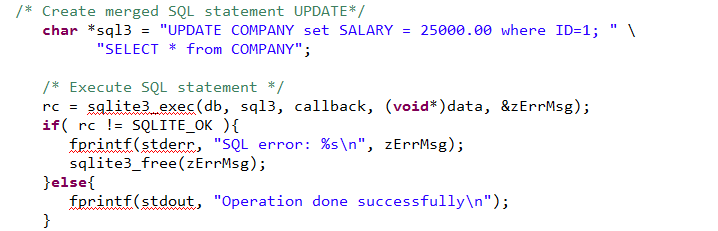 /* Create merged SQL statement UPDATE*/
char *sql3 = "UPDATE COMPANY set SALARY = 25000.00 where ID=1; " \
"SELECT * from COMPANY";
/* Execute SQL statement */
rc = sqlite3_exec(db, sql3, callback, (void*)data, &zErrMsg);
if( rc != SQLITE_OK ){
fprintf(stderr, "SQL error: %s\n", zErrMsg);
sqlite3_free(zErrMsg);
}else{
fprintf(stdout, "Operation done successfully\n");
}